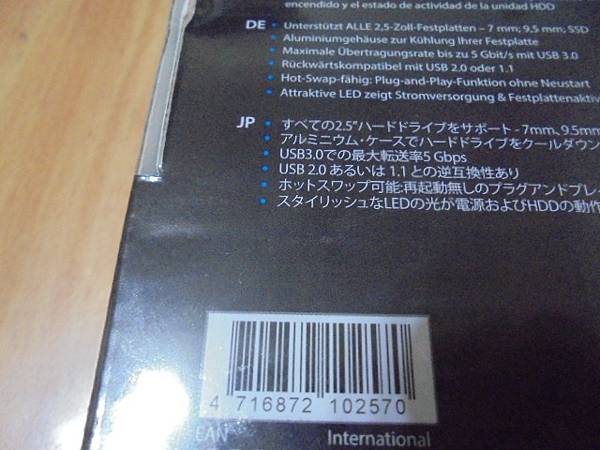 encendido y el estado de actividad de la unidad HDD
DE • Unterstützt ALLE 2,5-Zoll-Festplatten – 7 mm; 9,5 mm; SSD
• Aluminiumgehäuse zur Kühlung Ihrer Festplatte
• Maximale Übertragungsrate bis zu 5 Gbit/s mit USB 3.0
• Rückwärtskompatibel mit USB 2.0 oder 1.1
• Hot-Swap-fähig: Plug-and-Play-Funktion ohne Neustart
• Attraktive LED zeigt Stromversorgung & Festplattenaktiv
JP • すべての2.5"ハードドライブをサポート - 7mm、9.5mm
• アルミニウム・ケースでハードドライブをクールダウン
• USB3.0での最大転送率5 Gbps
• USB 2.0 あるいは 1.1 との逆互換性あり
• ホットスワップ可能:再起動無しのプラグアンドプレイ
• スタイリッシュなLEDの光が電源およびHDDの動作
4 716872 102570
EAN International